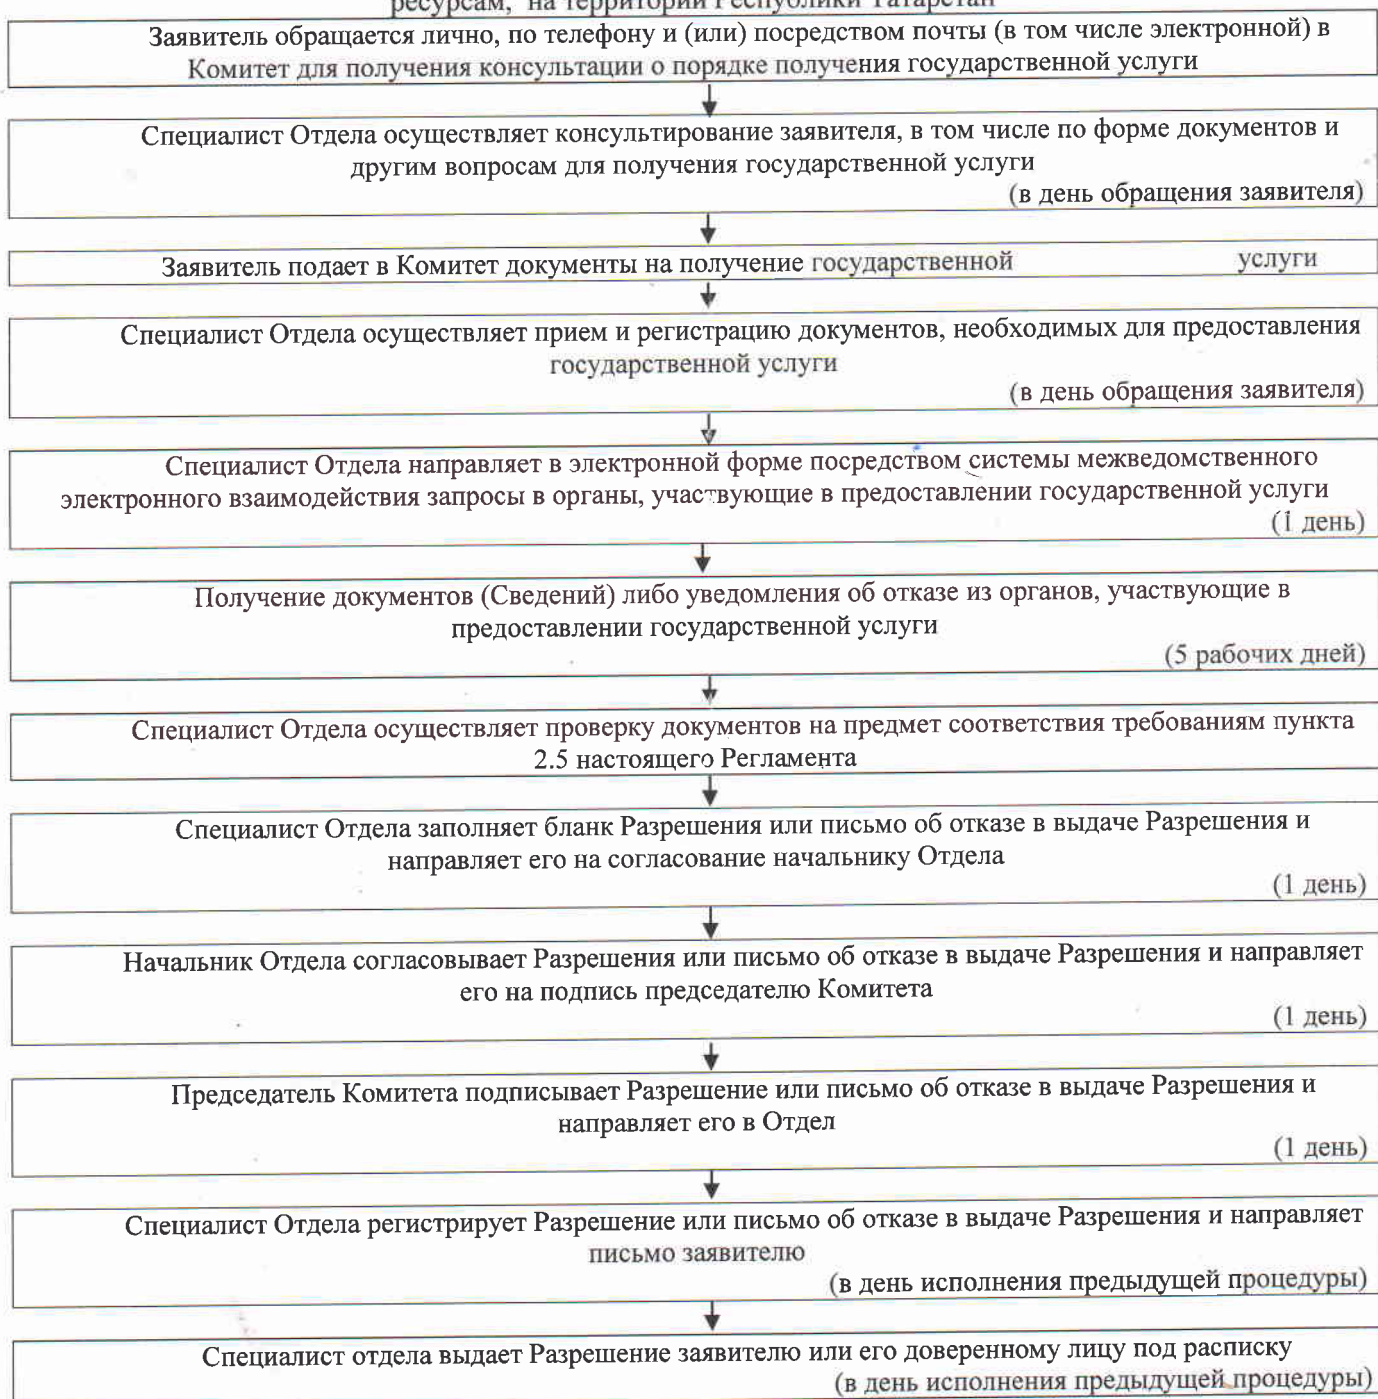 ресурсам, на территории Республики Татарстан
Заявитель обращается лично, по телефону и (или) посредством почты (в том числе электронной) в
Комитет для получения консультации о порядке получения государственной услуги
Специалист Отдела осуществляет консультирование заявителя, в том числе по форме документов и
другим вопросам для получения государственной услуги
(в день обращения заявителя)
Заявитель подает в Комитет документы на получение государственной услуги
Специалист Отдела осуществляет прием и регистрацию документов, необходимых для предоставления
государственной услуги
(в день обращения заявителя)
Специалист Отдела направляет в электронной форме посредством системы межведомственного
электронного взаимодействия запросы в органы, участвующие в предоставлении государственной услуги
(1 день)
Получение документов (Сведений) либо уведомления об отказе из органов, участвующие в
предоставлении государственной услуги
(5 рабочих дней)
Специалист Отдела осуществляет проверку документов на предмет соответствия требованиям пункта
2.5 настоящего Регламента
Специалист Отдела заполняет бланк Разрешения или письмо об отказе в выдаче Разрешения и
направляет его на согласование начальнику Отдела
(1 день)
Начальник Отдела согласовывает Разрешения или письмо об отказе в выдаче Разрешения и направляет
его на подпись председателю Комитета
(1 день)
Председатель Комитета подписывает Разрешение или письмо об отказе в выдаче Разрешения и
направляет его в Отдел
(1 день)
Специалист Отдела регистрирует Разрешение или письмо об отказе в выдаче Разрешения и направляет
письмо заявителю
(в день исполнения предыдущей процедуры)
Специалист отдела выдает Разрешение заявителю или его доверенному лицу под расписку
(в день исполнения предыдущей процедуры)